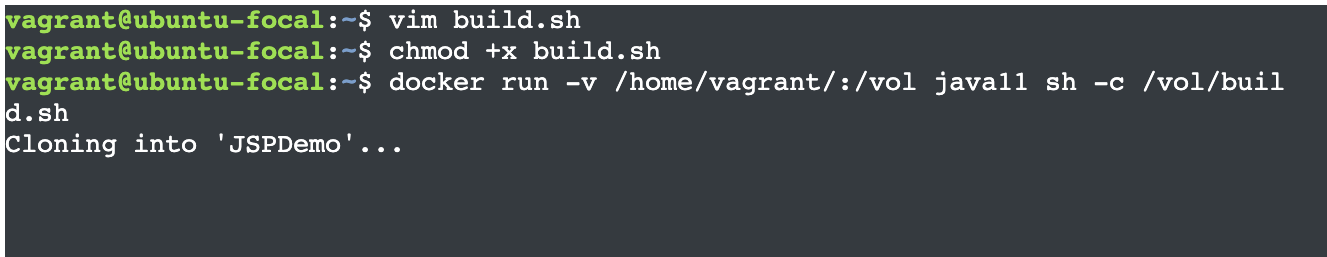 vagrant@ubuntu-focal:~$ vim build.sh
vagrant@ubuntu-focal:~$ chmod +x build.sh
vagrant@ubuntu-focal:~$ docker run -v /home/vagrant/:/vol java11 sh -c /vol/buil
d.sh
Cloning into 'JSPDemo'...